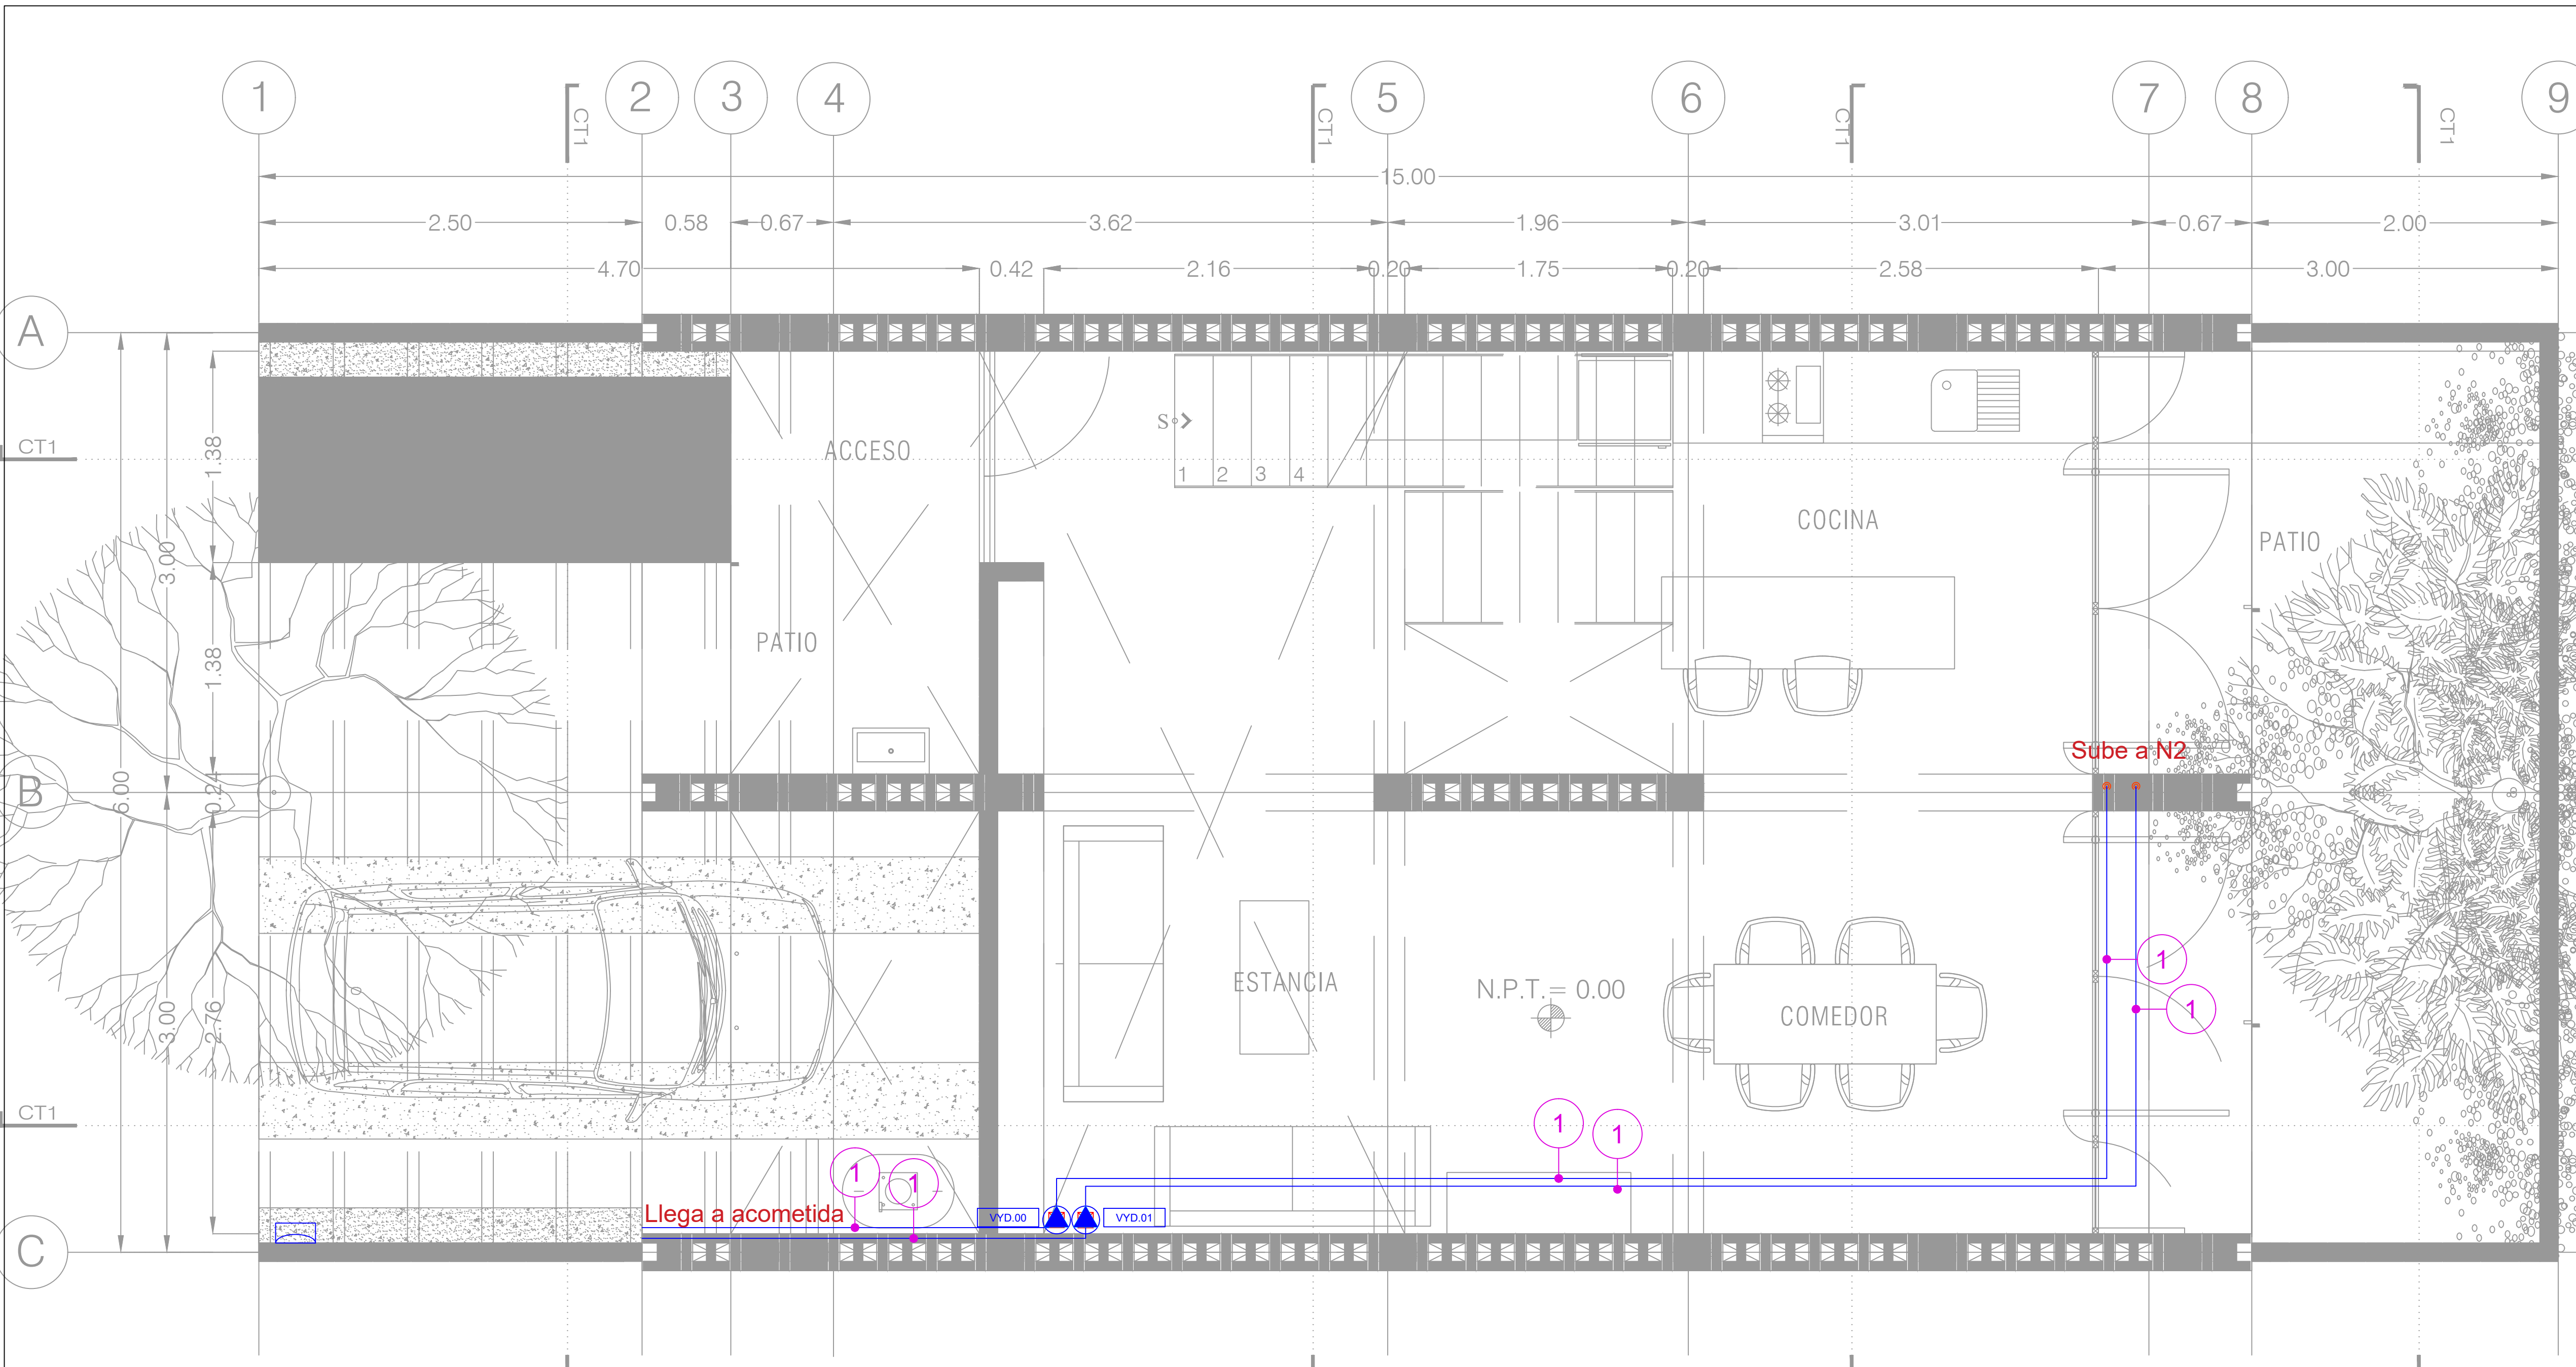 1 2 3 4 5 6 7 8 9
CT1 CT1 CT1 CT1
15.00
2.50 0.58 0.67 3.62 1.96 3.01 0.67 2.00
4.70 0.42 2.16 0.20 1.75 0.20 2.58 3.00
A
CT1
1.38
3.00
ACCESO
S
1 2 3 4
COCINA
PATIO
PATIO
1.38
Sube a N2
B
6.00
0.24
1
ESTANCIA
N.P.T. = 0.00
1
COMEDOR
3.00
2.76
CT1
1
1
1
1
Llega a acometida
VYD.00
VYD.01
C